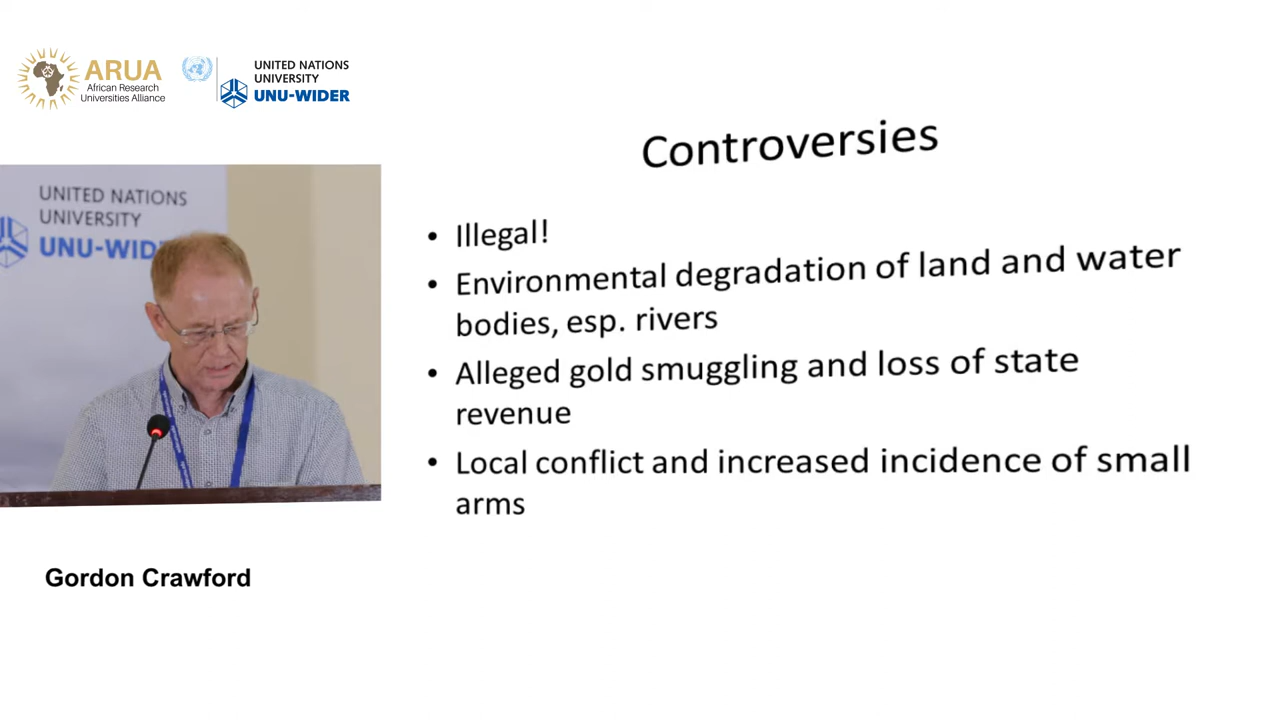 ARUA
African Research
Universities Alliance
UNITED NATIONS
UNIVERSITY
UNU-WIDER
UNITED NATIONS
UNIVERSITY
UNU-WID
Controversies
• Illegal!
• Environmental degradation of land and water
bodies, esp. rivers
• Alleged gold smuggling and loss of state
revenue
• Local conflict and increased incidence of small
arms
Gordon Crawford